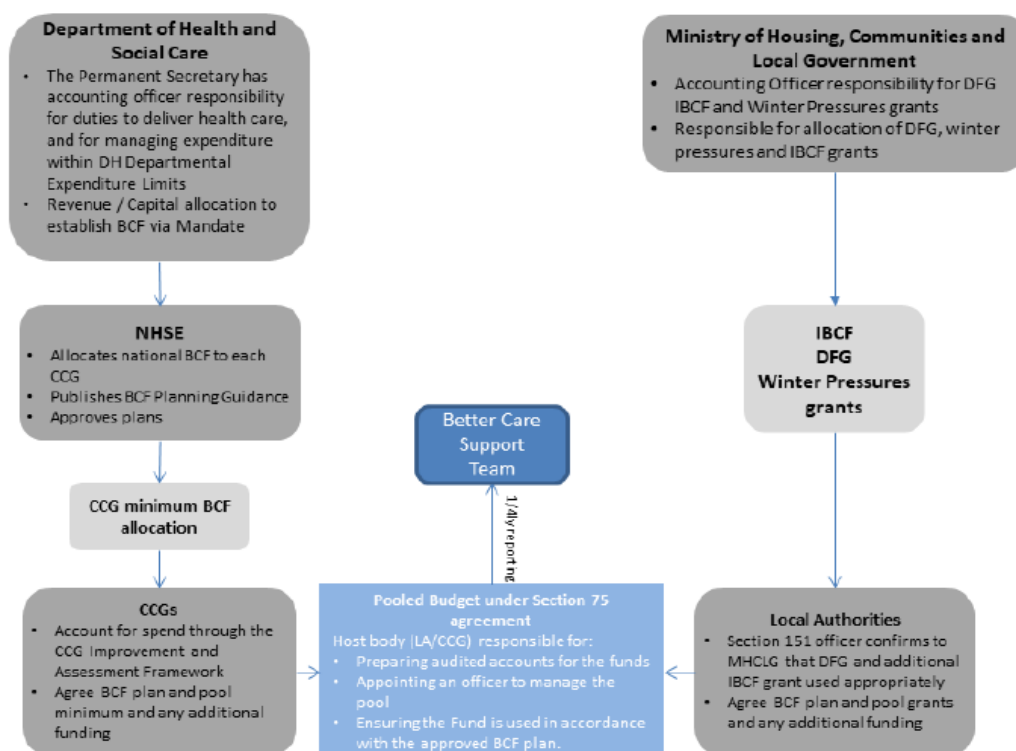 Department of Health and
Social Care
• The Permanent Secretary has
accounting officer responsibility
for duties to deliver health care,
and for managing expenditure
within DH Departmental
Expenditure Limits
• Revenue / Capital allocation to
establish BCF via Mandate
Ministry of Housing, Communities and
Local Government
• Accounting Officer responsibility for DFG
IBCF and Winter Pressures grants
• Responsible for allocation of DFG, winter
pressures and IBCF grants
NHSE
• Allocates national BCF to each
CCG
• Publishes BCF Planning Guidance
• Approves plans
IBCF
DFG
Winter Pressures
grants
Better Care
Support
Team
CCG minimum BCF
allocation
1/4ly reporting
CCGs
• Account for spend through the
CCG Improvement and
Assessment Framework
• Agree BCF plan and pool
minimum and any additional
funding
Pooled Budget under Section 75
agreement
Host body (LA/CCG) responsible for:
• Preparing audited accounts for the funds
• Appointing an officer to manage the
pool
• Ensuring the Fund is used in accordance
with the approved BCF plan.
Local Authorities
• Section 151 officer confirms to
MHCLG that DFG and additional
IBCF grant used appropriately
• Agree BCF plan and pool grants
and any additional funding